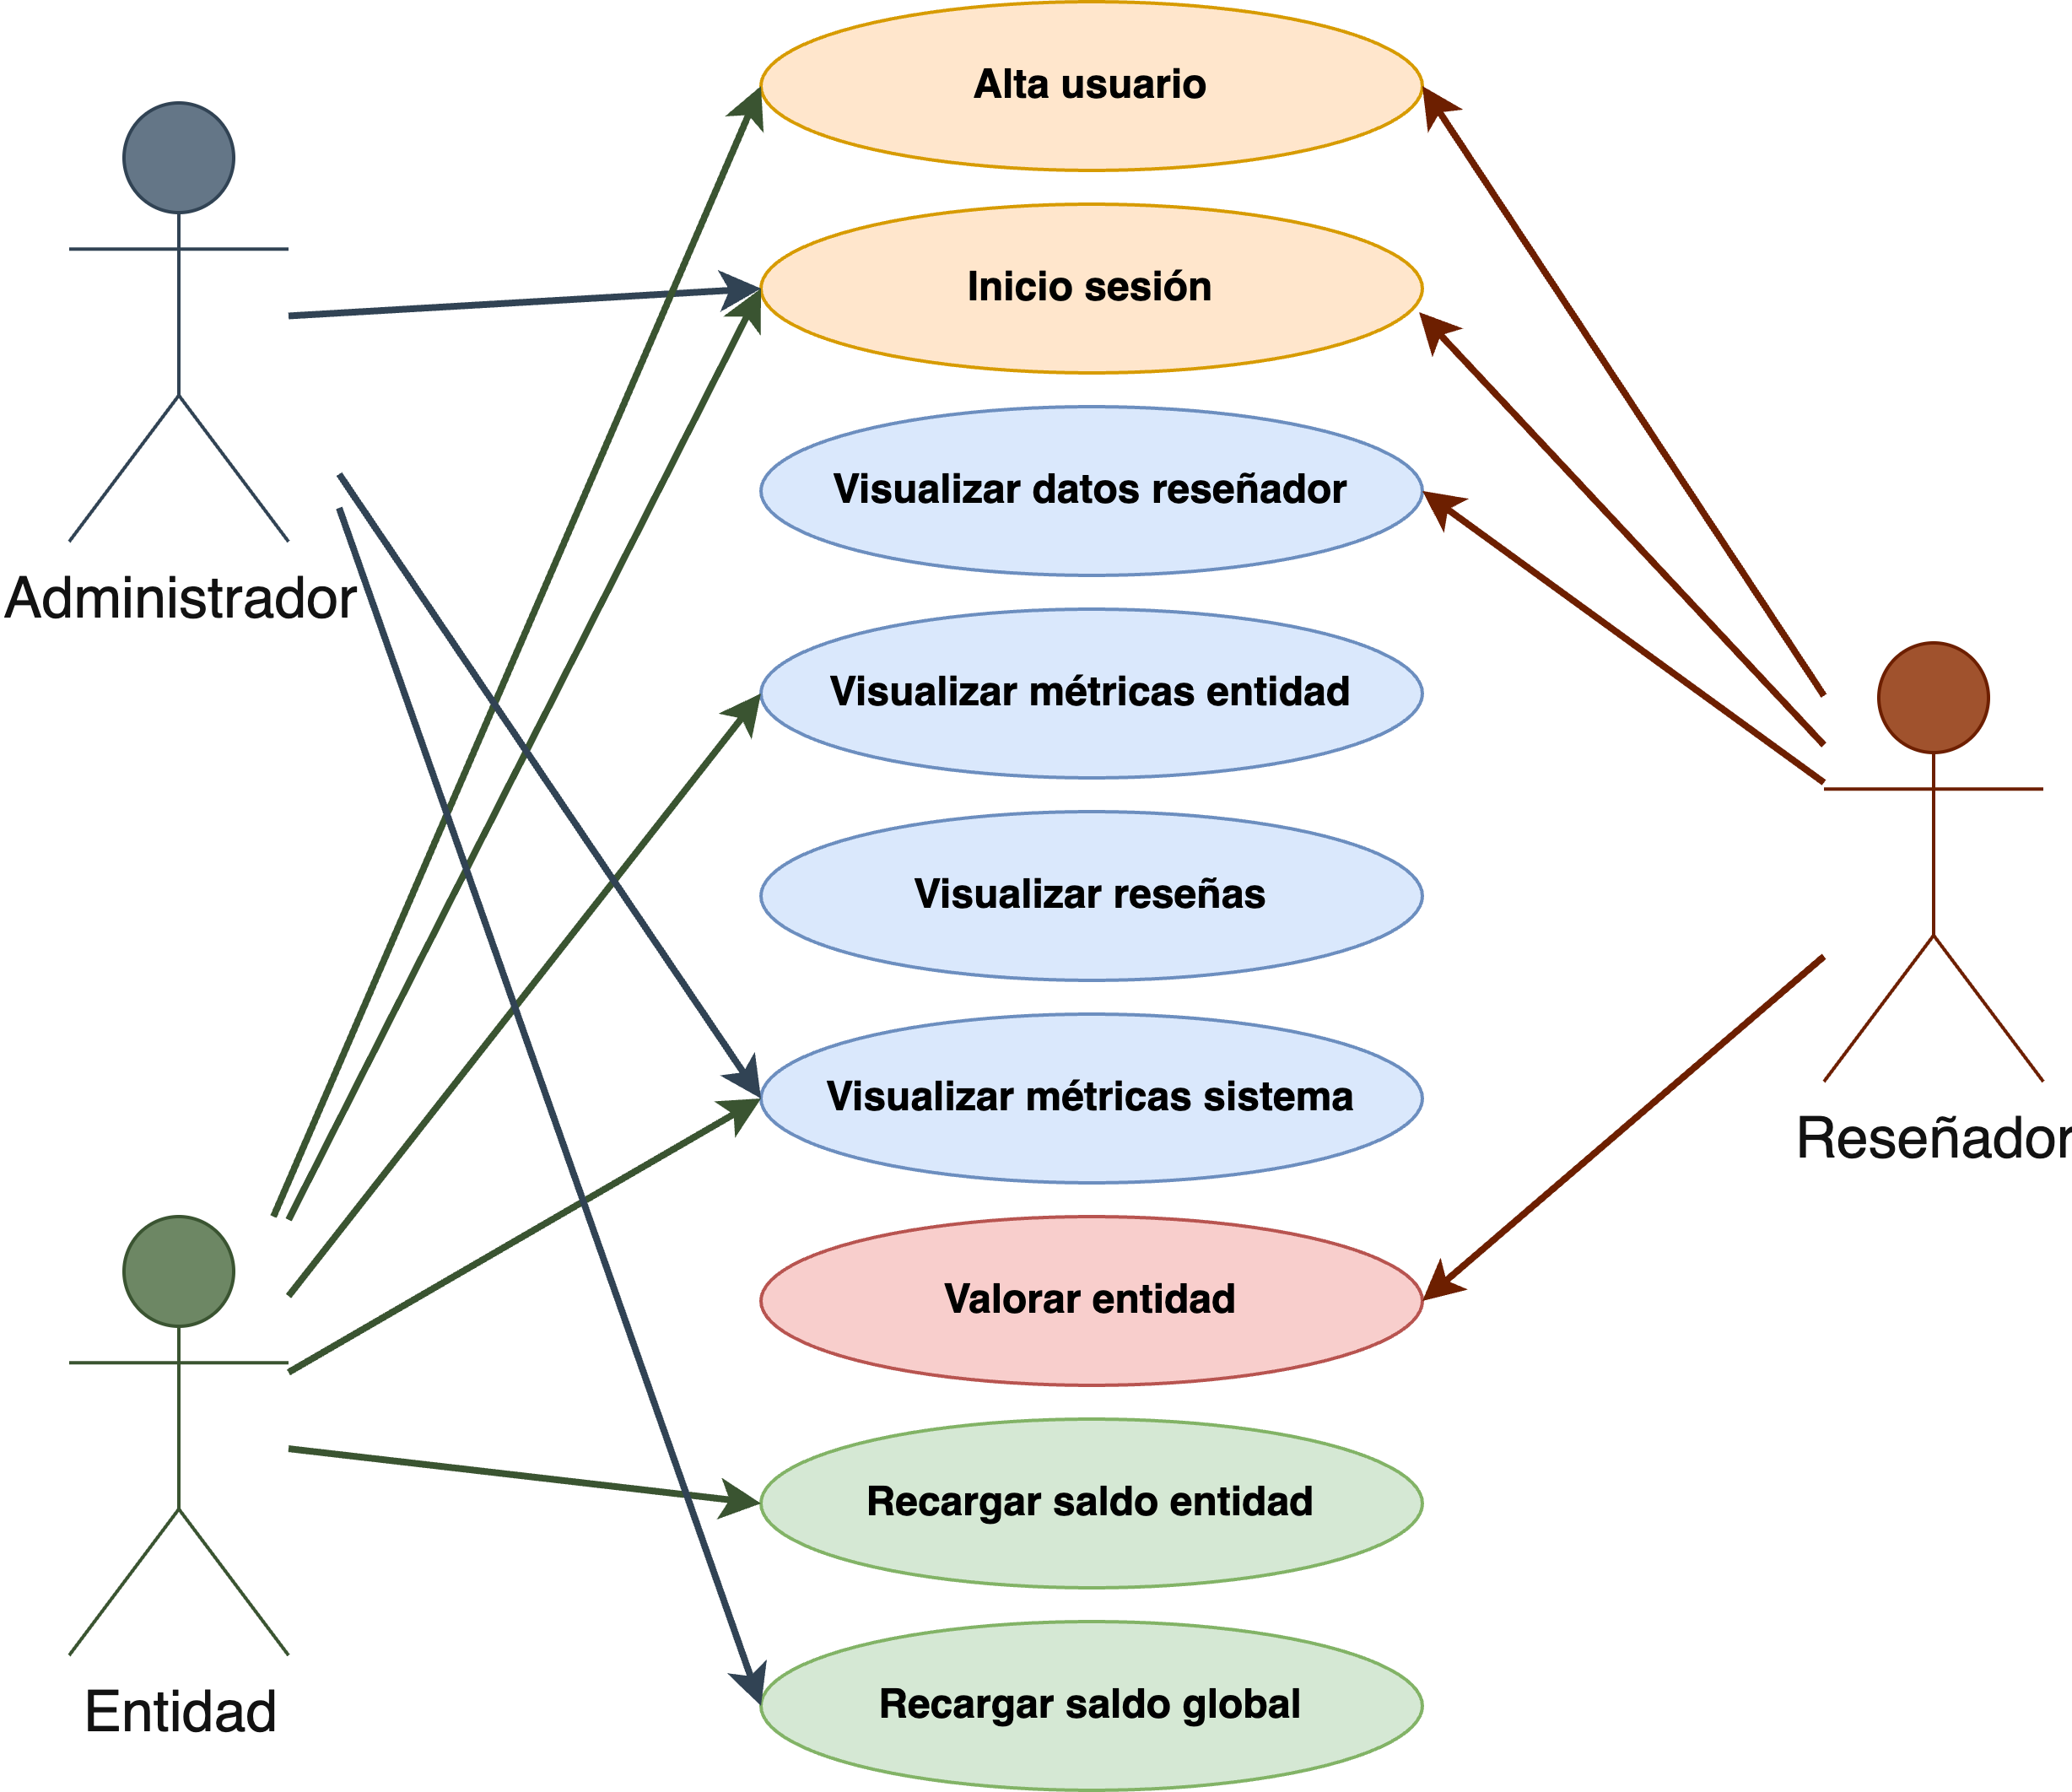 Alta usuario
Inicio sesión
Visualizar datos reseñador
Administrador
Visualizar métricas entidad
Visualizar reseñas
Visualizar métricas sistema
Reseñador
Valorar entidad
Recargar saldo entidad
Recargar saldo global
Entidad